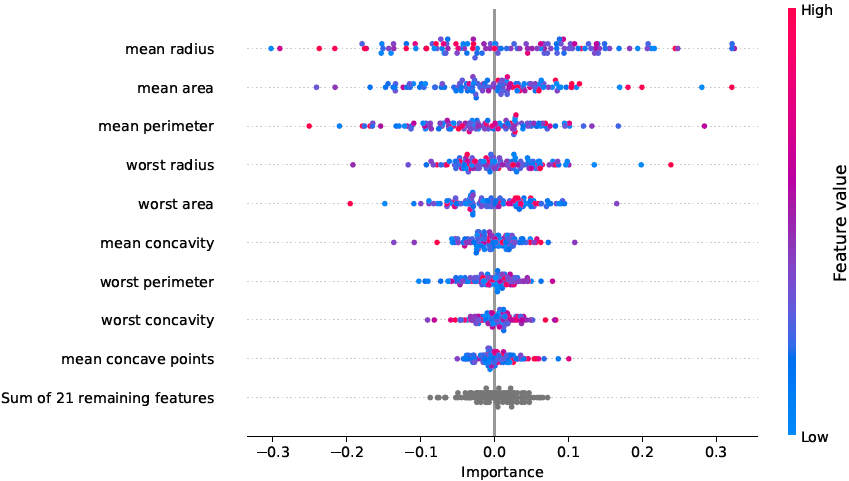 mean radius
mean area
mean perimeter
worst radius
worst area
mean concavity
worst perimeter
worst concavity
mean concave points
Sum of 21 remaining features
−0.3 −0.2 −0.1 0.0 0.1 0.2 0.3
Importance
High
Low
Feature value